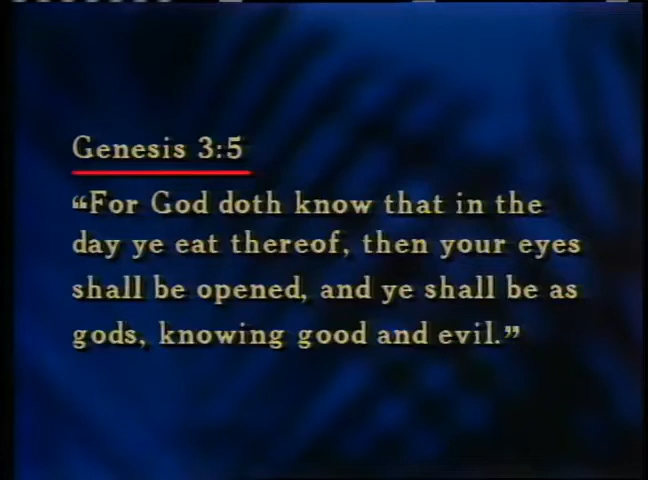 Genesis 3:5
“For God doth know that in the
day ye eat thereof, then your eyes
shall be opened, and ye shall be as
gods, knowing good and evil.”